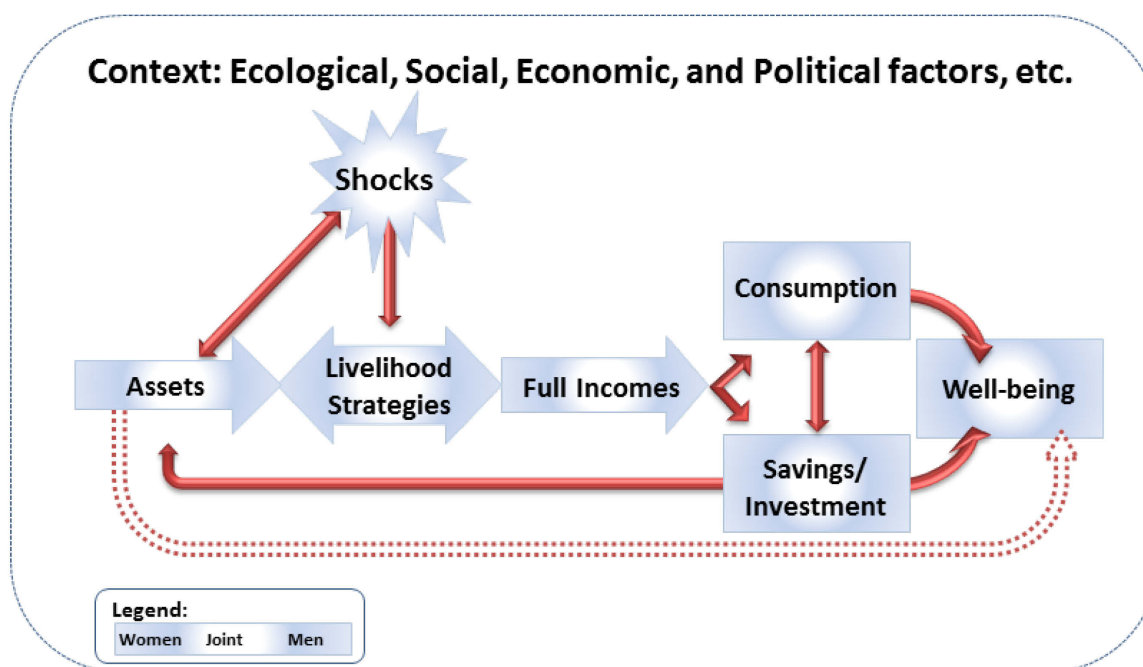 Context: Ecological, Social, Economic, and Political factors, etc.
Shocks
Consumption
Assets
Livelihood
Strategies
Full Incomes
Well-being
Savings/
Investment
Legend:
Women Joint Men